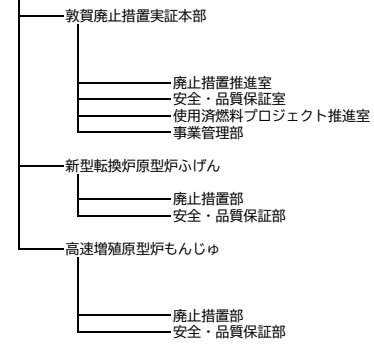 敦賀廃止措置実証本部
廃止措置推進室
安全・品質保証室
使用済燃料プロジェクト推進室
事業管理部
新型転換炉原型炉ふげん
廃止措置部
安全・品質保証部
高速増殖原型炉もんじゅ
廃止措置部
安全・品質保証部